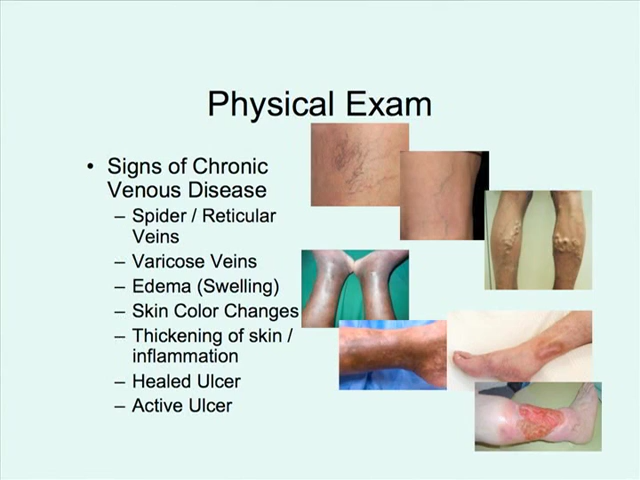 Physical Exam
• Signs of Chronic
Venous Disease
– Spider / Reticular
Veins
– Varicose Veins
– Edema (Swelling)
– Skin Color Changes
– Thickening of skin /
inflammation
– Healed Ulcer
– Active Ulcer